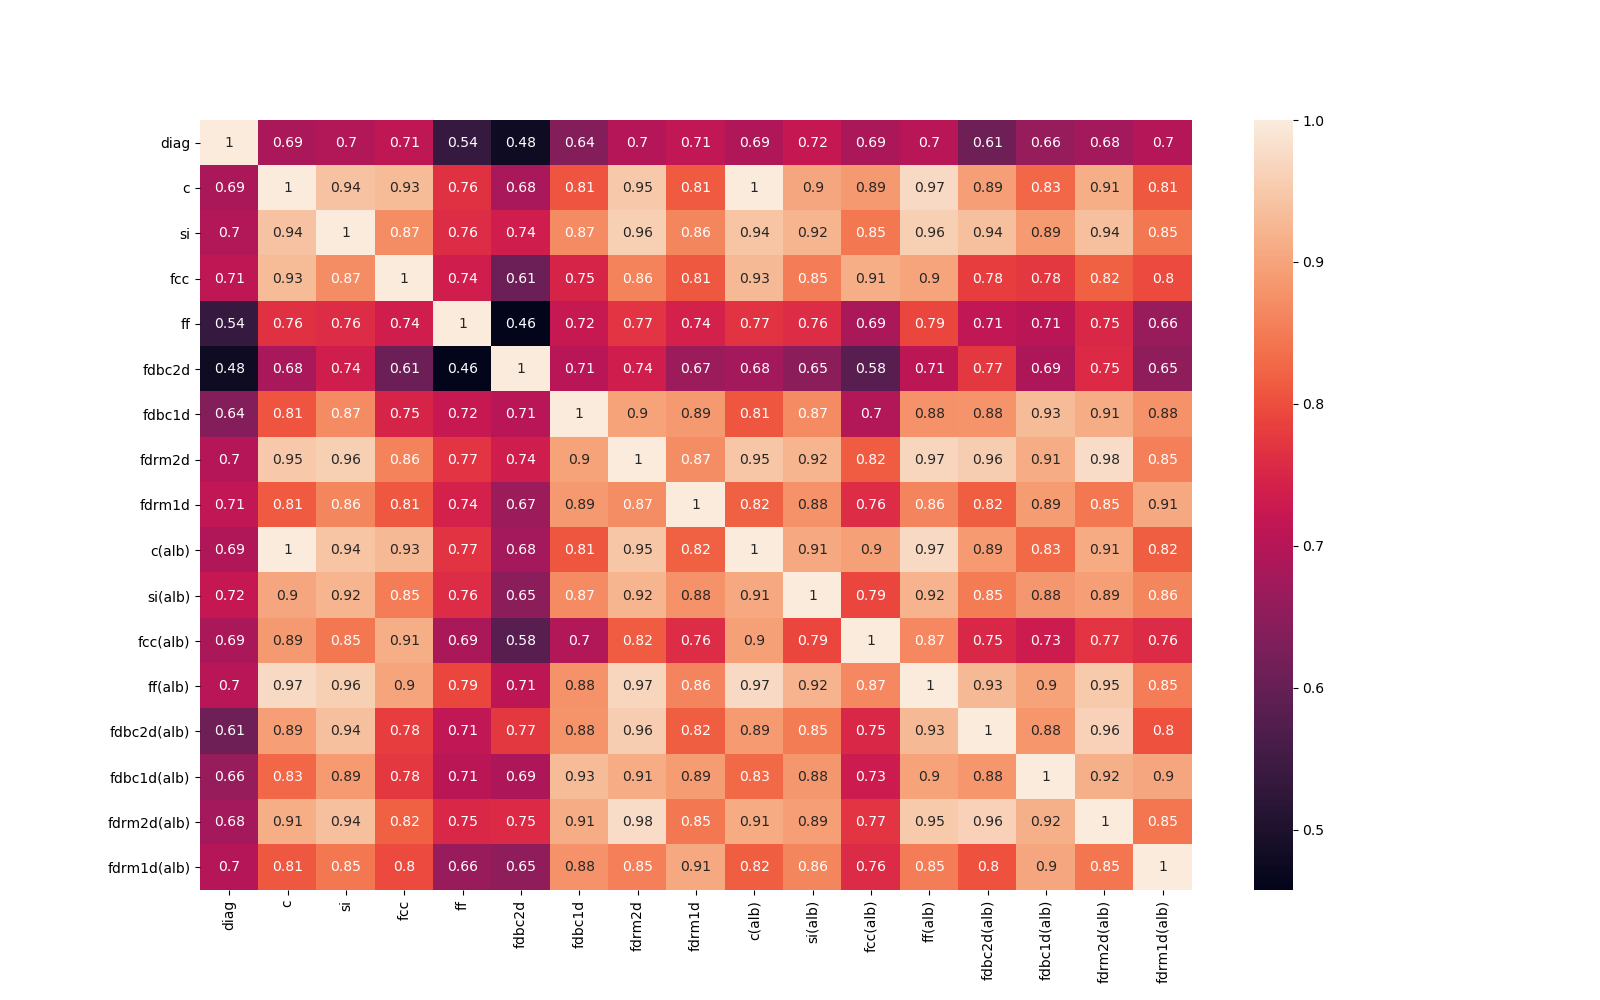 diag 1 0.69 0.7 0.71 0.54 0.48 0.64 0.7 0.71 0.69 0.72 0.69 0.7 0.61 0.66 0.68 0.7 1.0
c 0.69 1 0.94 0.93 0.76 0.68 0.81 0.95 0.81 1 0.9 0.89 0.97 0.89 0.83 0.91 0.81
si 0.7 0.94 1 0.87 0.76 0.74 0.87 0.96 0.86 0.94 0.92 0.85 0.96 0.94 0.89 0.94 0.85
0.9
fcc 0.71 0.93 0.87 1 0.74 0.61 0.75 0.86 0.81 0.93 0.85 0.91 0.9 0.78 0.78 0.82 0.8
ff 0.54 0.76 0.76 0.74 1 0.46 0.72 0.77 0.74 0.77 0.76 0.69 0.79 0.71 0.71 0.75 0.66
fdbc2d 0.48 0.68 0.74 0.61 0.46 1 0.71 0.74 0.67 0.68 0.65 0.58 0.71 0.77 0.69 0.75 0.65
0.8
fdbc1d 0.64 0.81 0.87 0.75 0.72 0.71 1 0.9 0.89 0.81 0.87 0.7 0.88 0.88 0.93 0.91 0.88
fdrm2d 0.7 0.95 0.96 0.86 0.77 0.74 0.9 1 0.87 0.95 0.92 0.82 0.97 0.96 0.91 0.98 0.85
fdrm1d 0.71 0.81 0.86 0.81 0.74 0.67 0.89 0.87 1 0.82 0.88 0.76 0.86 0.82 0.89 0.85 0.91
c(alb) 0.69 1 0.94 0.93 0.77 0.68 0.81 0.95 0.82 1 0.91 0.9 0.97 0.89 0.83 0.91 0.82 0.7
si(alb) 0.72 0.9 0.92 0.85 0.76 0.65 0.87 0.92 0.88 0.91 1 0.79 0.92 0.85 0.88 0.89 0.86
fcc(alb) 0.69 0.89 0.85 0.91 0.69 0.58 0.7 0.82 0.76 0.9 0.79 1 0.87 0.75 0.73 0.77 0.76
ff(alb) 0.7 0.97 0.96 0.9 0.79 0.71 0.88 0.97 0.86 0.97 0.92 0.87 1 0.93 0.9 0.95 0.85 0.6
fdbc2d(alb) 0.61 0.89 0.94 0.78 0.71 0.77 0.88 0.96 0.82 0.89 0.85 0.75 0.93 1 0.88 0.96 0.8
fdbc1d(alb) 0.66 0.83 0.89 0.78 0.71 0.69 0.93 0.91 0.89 0.83 0.88 0.73 0.9 0.88 1 0.92 0.9
fdrm2d(alb) 0.68 0.91 0.94 0.82 0.75 0.75 0.91 0.98 0.85 0.91 0.89 0.77 0.95 0.96 0.92 1 0.85 0.5
fdrm1d(alb) 0.7 0.81 0.85 0.8 0.66 0.65 0.88 0.85 0.91 0.82 0.86 0.76 0.85 0.8 0.9 0.85 1
diag c si fcc ff fdbc2d fdbc1d fdrm2d fdrm1d c(alb) si(alb) fcc(alb) ff(alb) fdbc2d(alb) fdbc1d(alb) fdrm2d(alb) fdrm1d(alb)